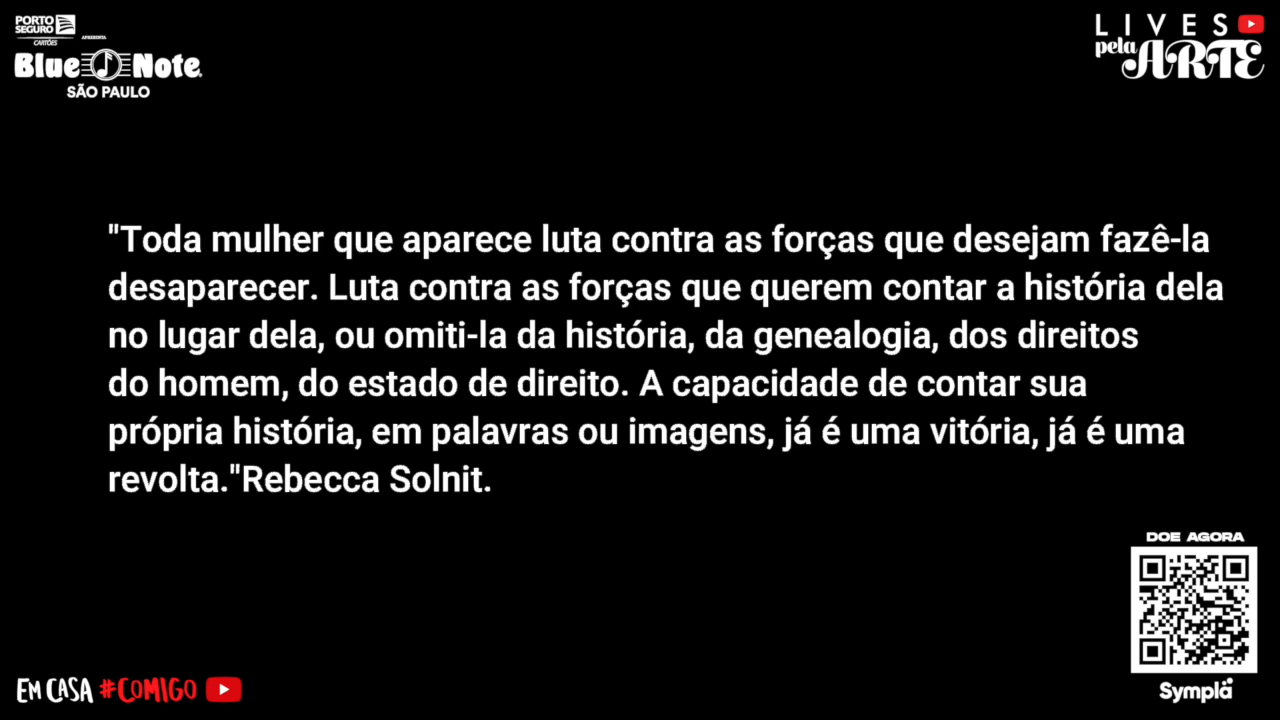 PORTO
SEGURO
CARTÕES
APRESENTA
Blue Note
SÃO PAULO
LIVES
pela
ARTE
"Toda mulher que aparece luta contra as forças que desejam fazê-la
desaparecer. Luta contra as forças que querem contar a história dela
no lugar dela, ou omiti-la da história, da genealogia, dos direitos
do homem, do estado de direito. A capacidade de contar sua
própria história, em palavras ou imagens, já é uma vitória, já é uma
revolta."Rebecca Solnit.
DOE AGORA
Sympla
EM CASA #COMIGO